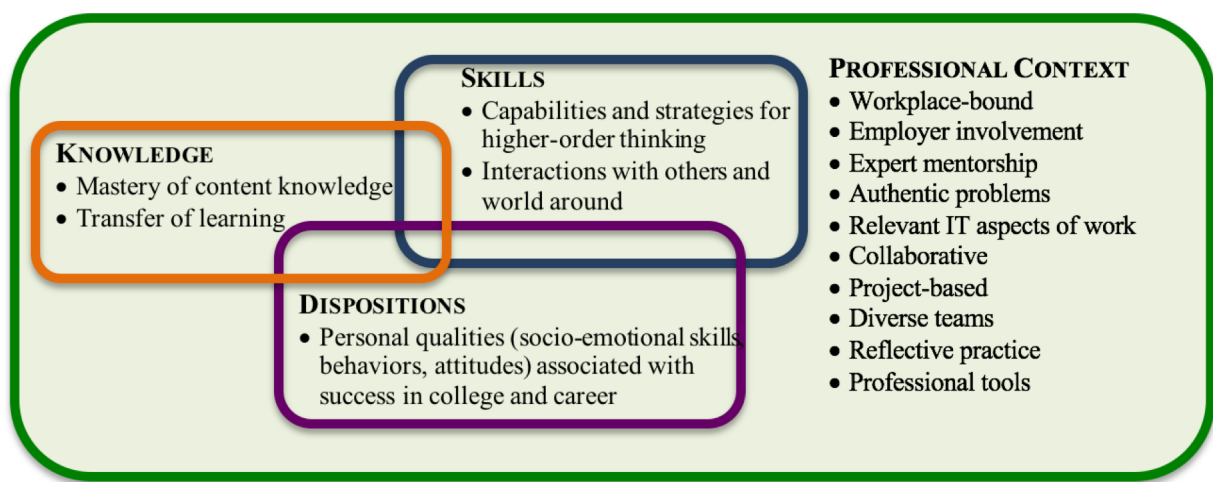 KNOWLEDGE
• Mastery of content knowledge
• Transfer of learning
SKILLS
• Capabilities and strategies for
higher-order thinking
• Interactions with others and
world around
DISPOSITIONS
• Personal qualities (socio-emotional skills,
behaviors, attitudes) associated with
success in college and career
PROFESSIONAL CONTEXT
• Workplace-bound
• Employer involvement
• Expert mentorship
• Authentic problems
• Relevant IT aspects of work
• Collaborative
• Project-based
• Diverse teams
• Reflective practice
• Professional tools